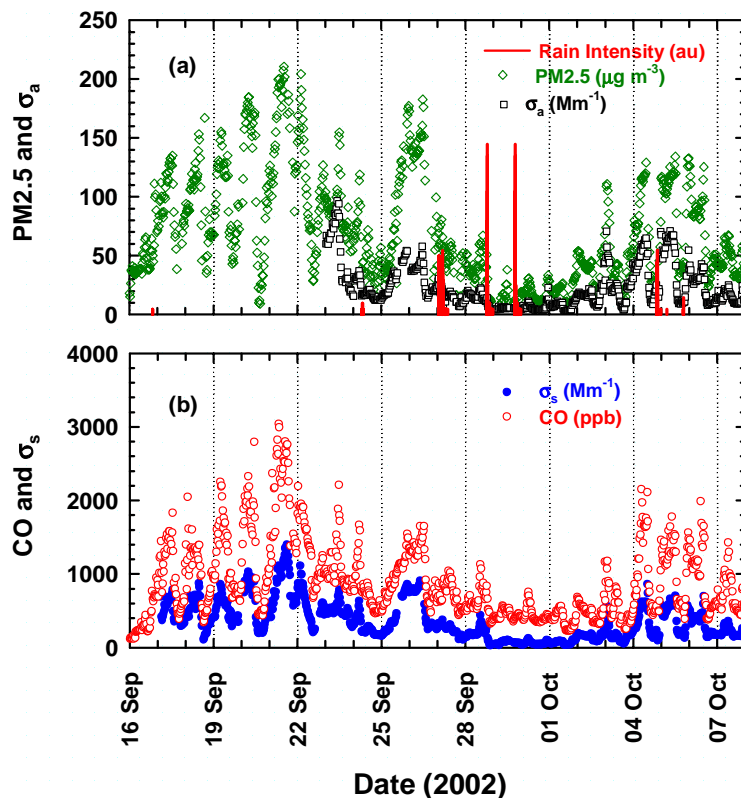 250
200
150
100
50
0
PM2.5 and σa
(a)
Rain Intensity (au)
PM2.5 (μg m⁻³)
σa (Mm⁻¹)
4000
3000
2000
1000
0
CO and σs
(b)
σs (Mm⁻¹)
CO (ppb)
16 Sep
19 Sep
22 Sep
25 Sep
28 Sep
01 Oct
04 Oct
07 Oct
Date (2002)